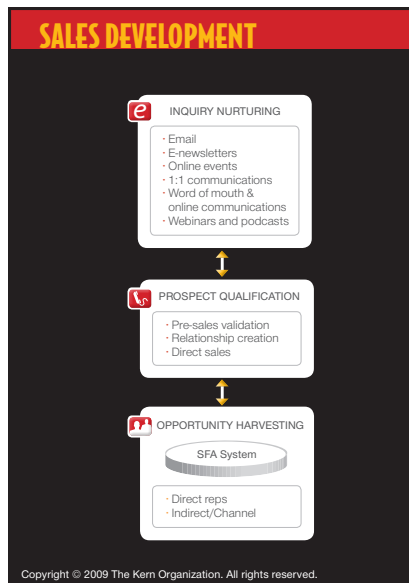 SALES DEVELOPMENT
e
INQUIRY NURTURING
· Email
· E-newsletters
· Online events
· 1:1 communications
· Word of mouth &
online communications
· Webinars and podcasts
PROSPECT QUALIFICATION
· Pre-sales validation
· Relationship creation
· Direct sales
OPPORTUNITY HARVESTING
SFA System
· Direct reps
· Indirect/Channel
Copyright © 2009 The Kern Organization. All rights reserved.